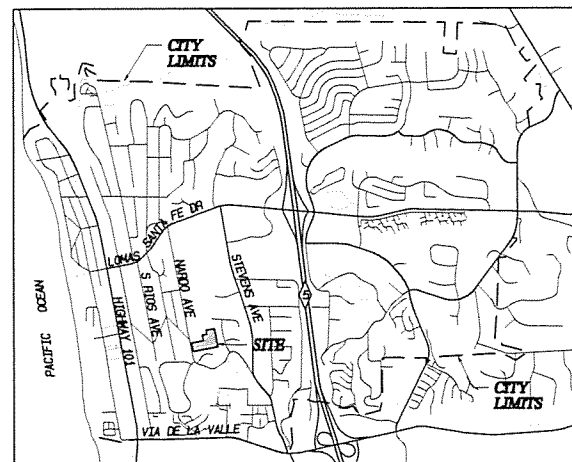 CITY
LIMITS
LOMAS SANTA FE DR
PACIFIC OCEAN
HIGHWAY 101
S RIOS AVE
NARDO AVE
STEVENS AVE
5
SITE
CITY
LIMITS
VIA DE LA VALLE